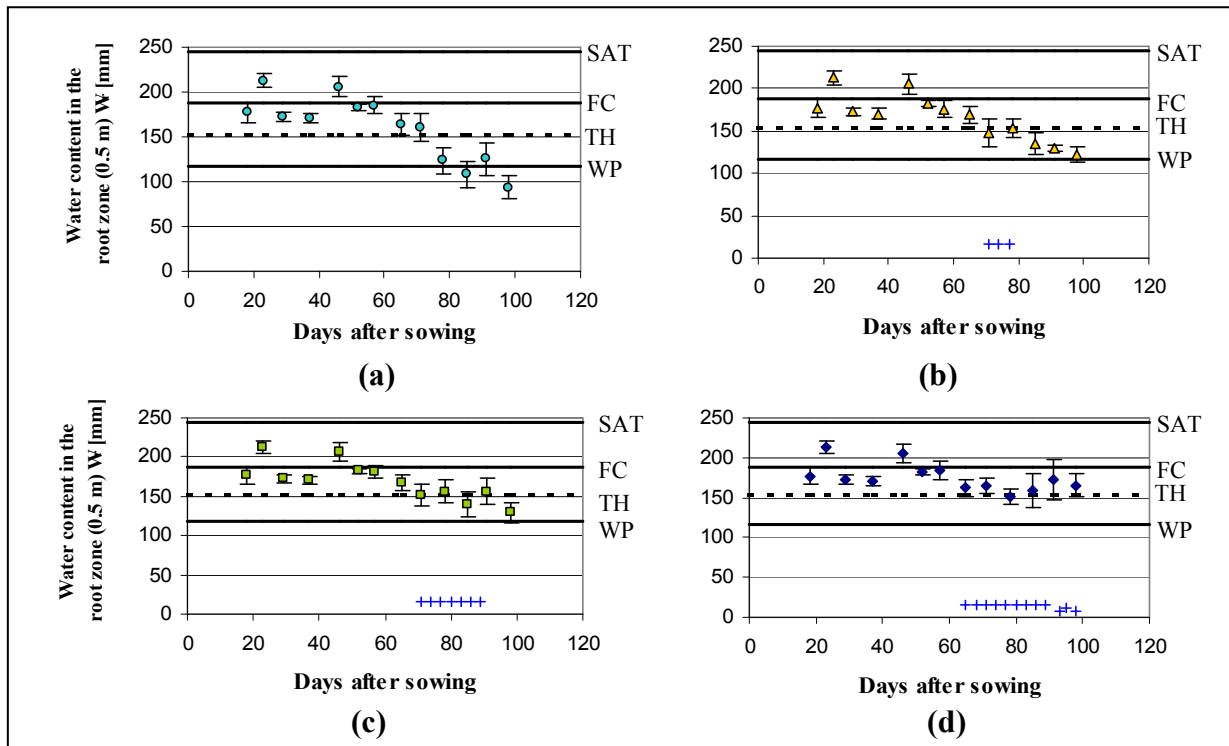 Water content in the
root zone (0.5 m) W [mm]
250
200
150
100
50
0
SAT
FC
TH
WP
0 20 40 60 80 100 120
Days after sowing
(a)
250
200
150
100
50
0
SAT
FC
TH
WP
0 20 40 60 80 100 120
Days after sowing
(b)
Water content in the
root zone (0.5 m) W [mm]
250
200
150
100
50
0
SAT
FC
TH
WP
0 20 40 60 80 100 120
Days after sowing
(c)
250
200
150
100
50
0
SAT
FC
TH
WP
0 20 40 60 80 100 120
Days after sowing
(d)